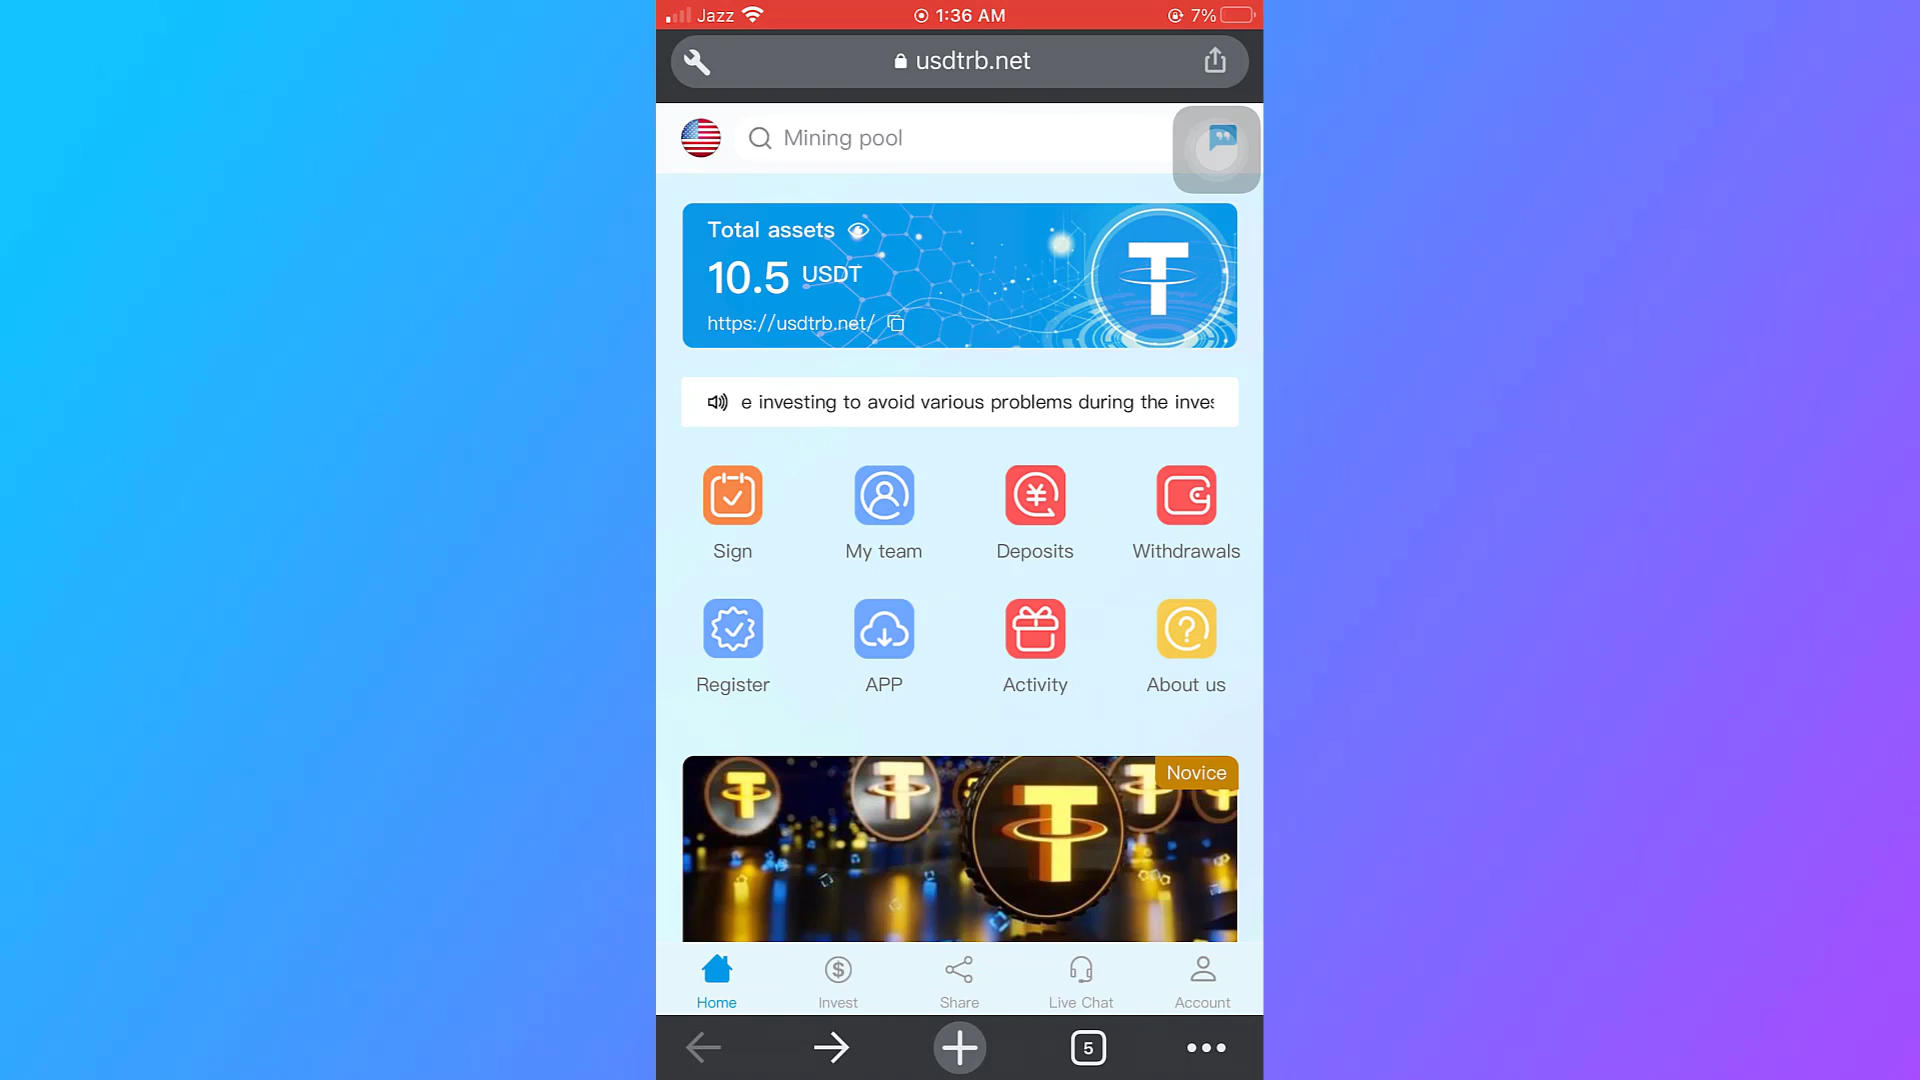 Jazz 1:36 AM 7%
usdtrb.net
Mining pool
Total assets
10.5 USDT
https://usdtrb.net/
e investing to avoid various problems during the inves
Sign My team Deposits Withdrawals
Register APP Activity About us
Novice
Home Invest Share Live Chat Account
5